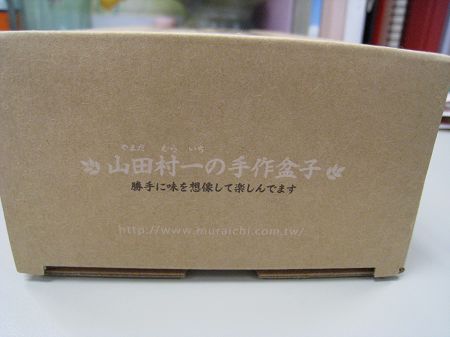 やまだ むら いち
山田村一の手作盆子
勝手に味を想像して楽しんでます
http://www.muraichi.com.tw/